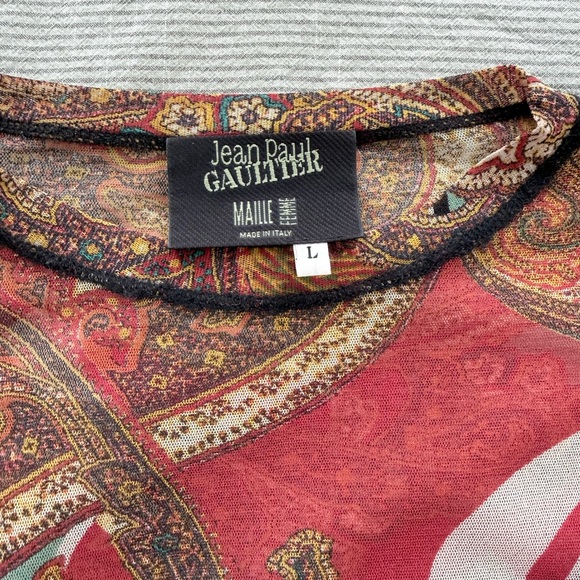 Jean Paul
GAULTIER
MAILLE FEMME
MADE IN ITALY
L